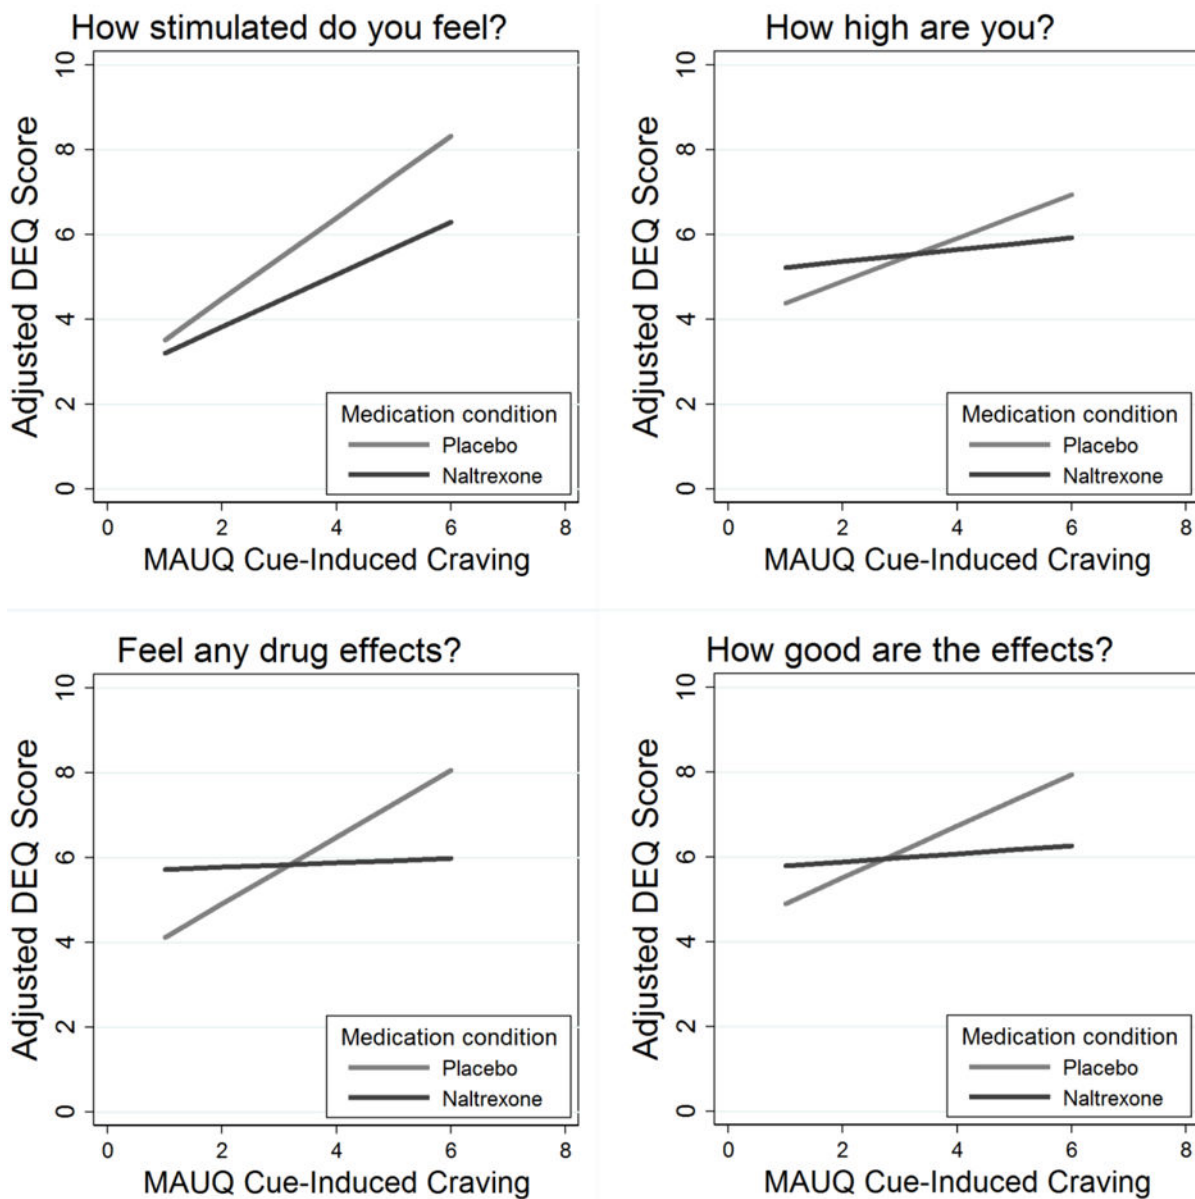 How stimulated do you feel?
Adjusted DEQ Score
10
8
6
4
2
0
Medication condition
Placebo
Naltrexone
0 2 4 6 8
MAUQ Cue-Induced Craving
How high are you?
Adjusted DEQ Score
10
8
6
4
2
0
Medication condition
Placebo
Naltrexone
0 2 4 6 8
MAUQ Cue-Induced Craving
Feel any drug effects?
Adjusted DEQ Score
10
8
6
4
2
0
Medication condition
Placebo
Naltrexone
0 2 4 6 8
MAUQ Cue-Induced Craving
How good are the effects?
Adjusted DEQ Score
10
8
6
4
2
0
Medication condition
Placebo
Naltrexone
0 2 4 6 8
MAUQ Cue-Induced Craving